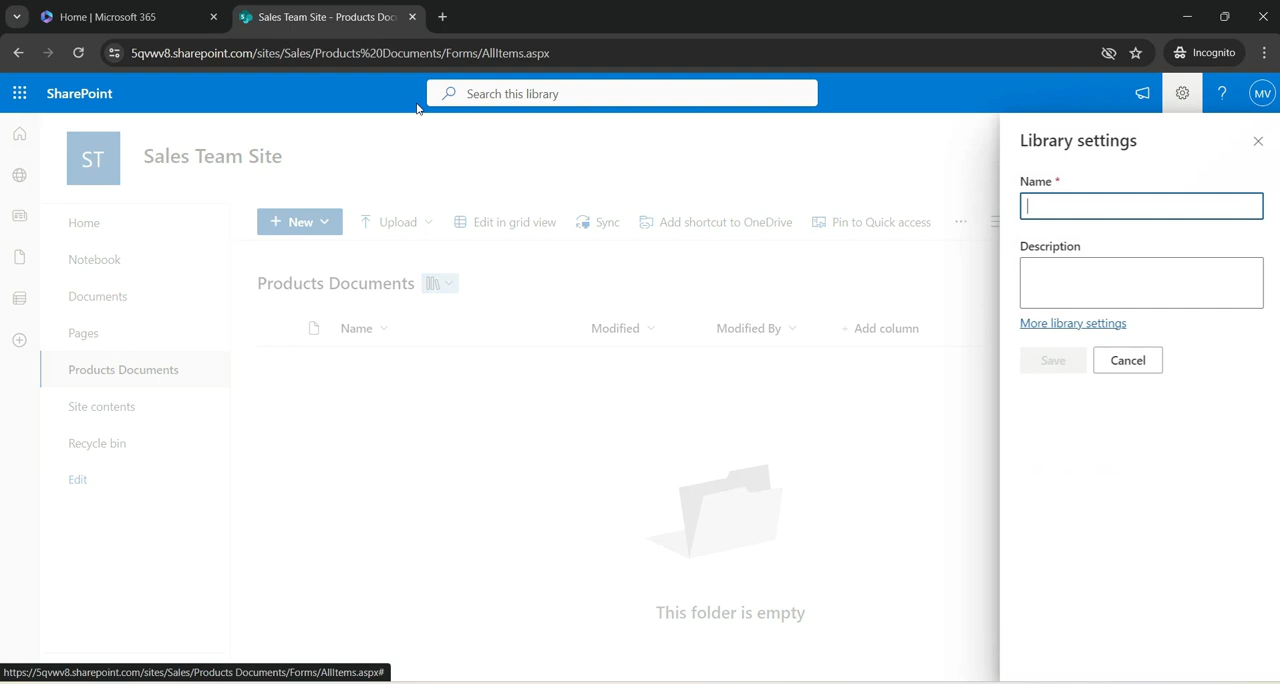 Home | Microsoft 365
Sales Team Site - Products Doc
5qvwv8.sharepoint.com/sites/Sales/Products%20Documents/Forms/AllItems.aspx
Incognito
SharePoint
Search this library
?
MV
ST
Sales Team Site
Home
Notebook
Documents
Pages
Products Documents
Site contents
Recycle bin
Edit
+ New
Upload
Edit in grid view
Sync
Add shortcut to OneDrive
Pin to Quick access
...
Products Documents
Name
Modified
Modified By
+ Add column
This folder is empty
Library settings
Name *
Description
More library settings
Save
Cancel
https://5qvwv8.sharepoint.com/sites/Sales/Products Documents/Forms/AllItems.aspx#